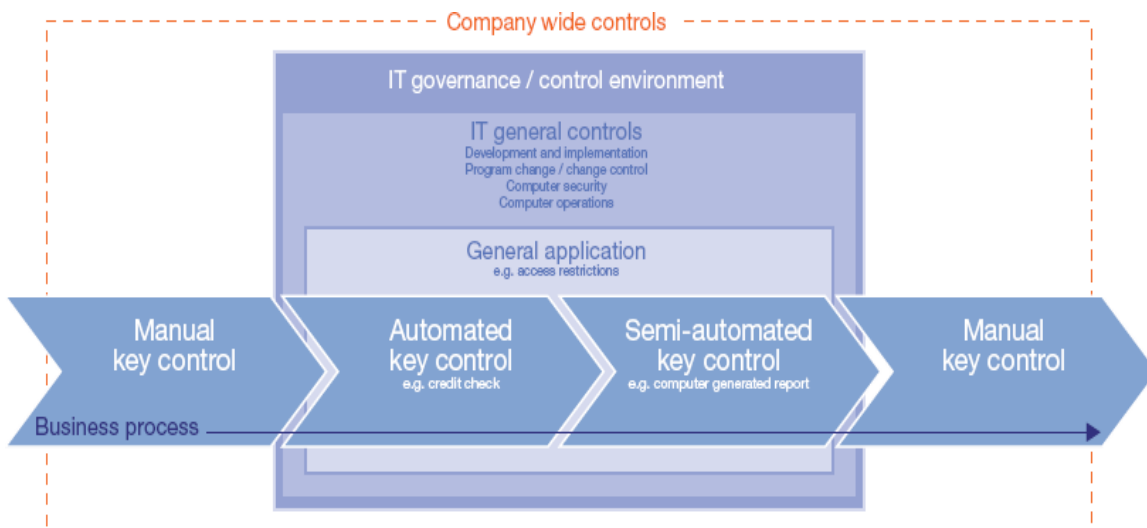 Company wide controls
IT governance / control environment
IT general controls
Development and implementation
Program change / change control
Computer security
Computer operations
General application
e.g. access restrictions
Manual
key control
Automated
key control
e.g. credit check
Semi-automated
key control
e.g. computer generated report
Manual
key control
Business process